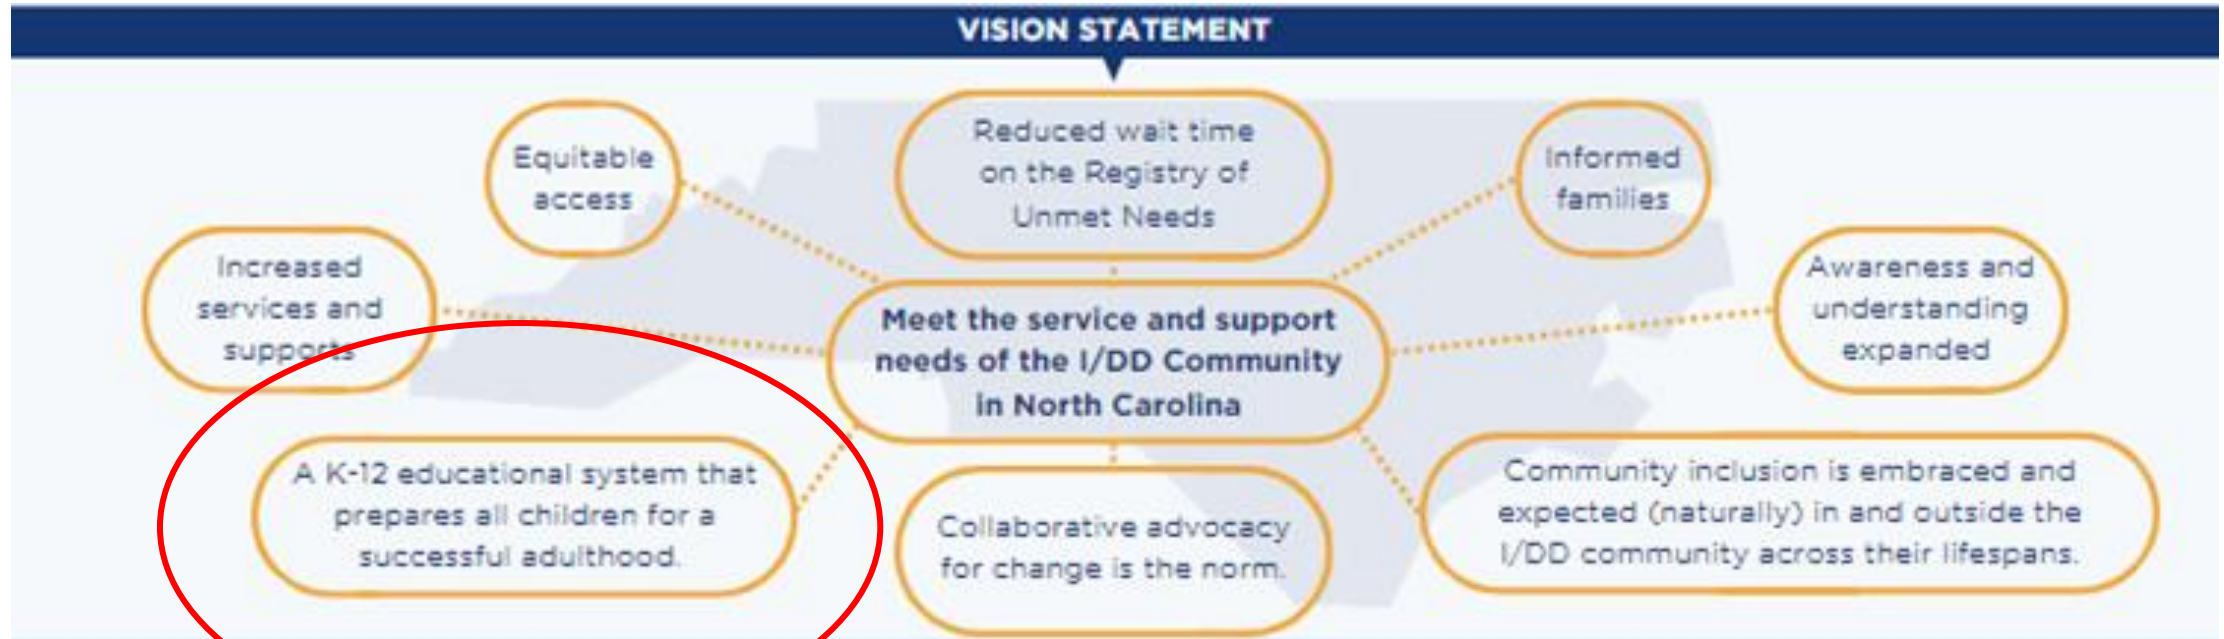 VISION STATEMENT
Reduced wait time
on the Registry of
Unmet Needs
Equitable
access
Informed
families
Increased
services and
supports
Awareness and
understanding
expanded
Meet the service and support
needs of the I/DD Community
in North Carolina
A K-12 educational system that
prepares all children for a
successful adulthood.
Collaborative advocacy
for change is the norm.
Community inclusion is embraced and
expected (naturally) in and outside the
I/DD community across their lifespans.